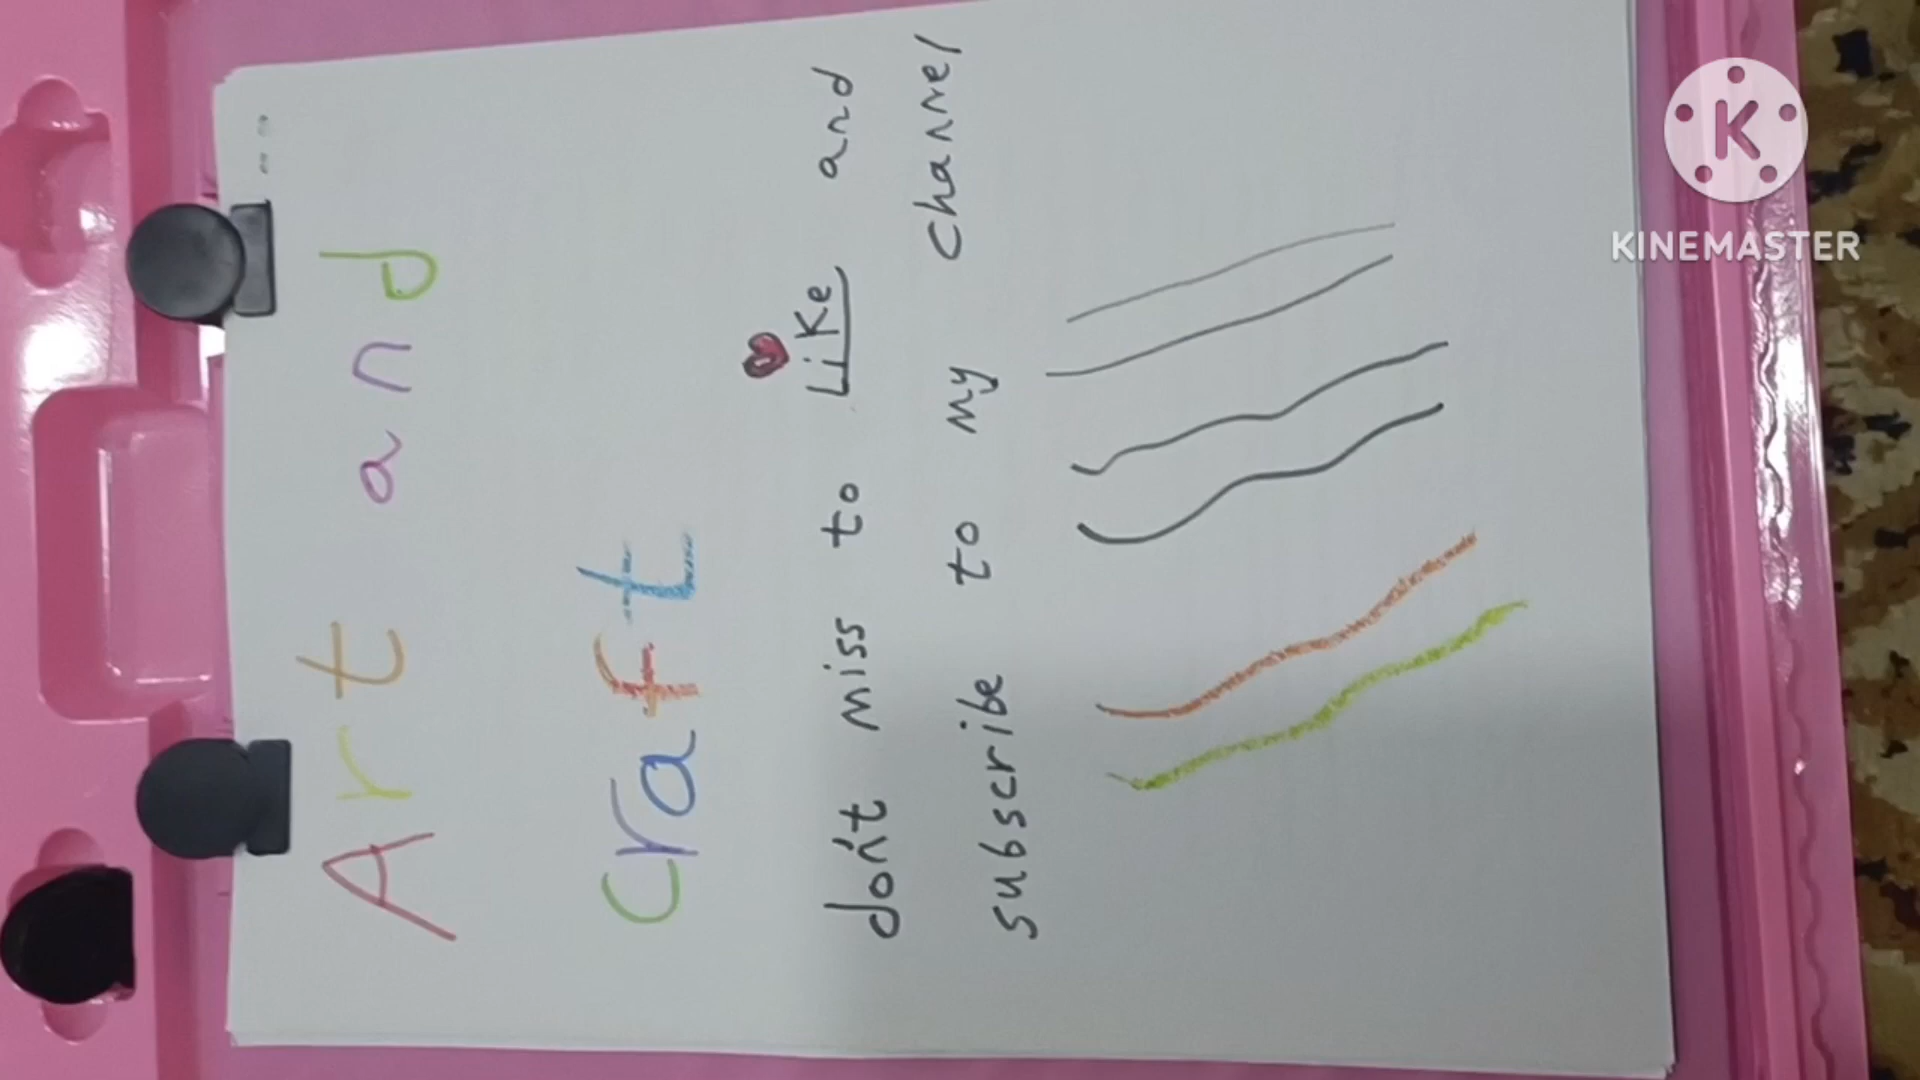 Art and
craft
don't miss to Like and
subscribe to my channel
K
KINEMASTER